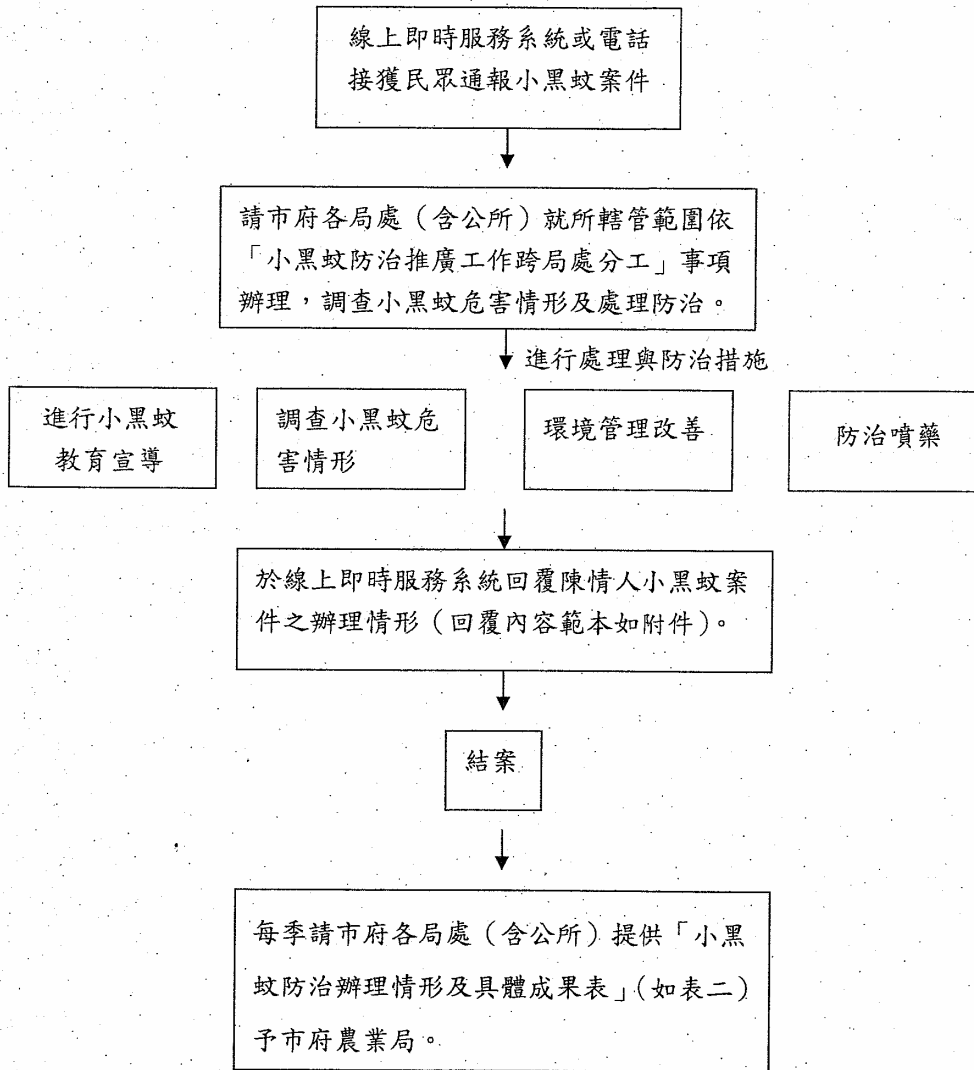 線上即時服務系統或電話
接獲民眾通報小黑蚊案件
請市府各局處（含公所）就所轄管範圍依
「小黑蚊防治推廣工作跨局處分工」事項
辦理，調查小黑蚊危害情形及處理防治。
進行處理與防治措施
進行小黑蚊
教育宣導
調查小黑蚊危
害情形
環境管理改善
防治噴藥
於線上即時服務系統回覆陳情人小黑蚊案
件之辦理情形（回覆內容範本如附件）。
結案
每季請市府各局處（含公所）提供「小黑
蚊防治辦理情形及具體成果表」（如表二）
予市府農業局。